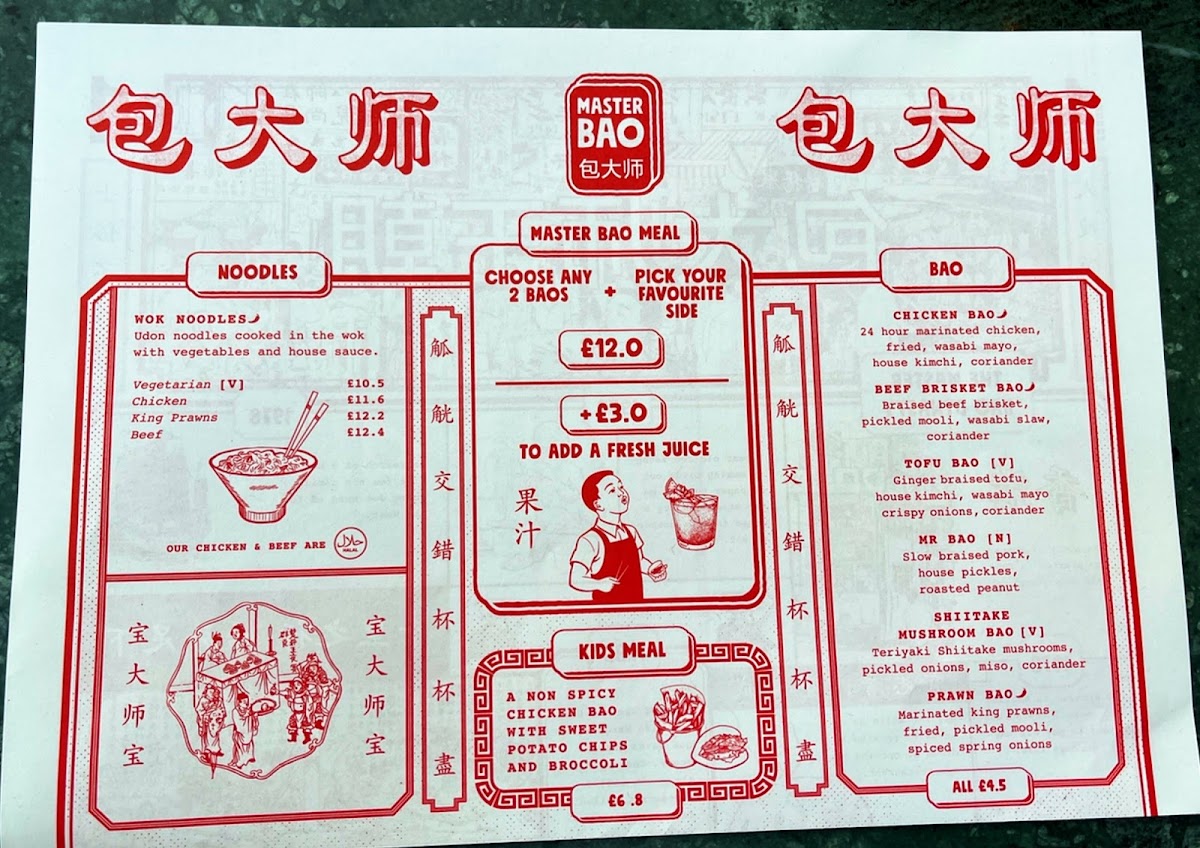 包大师
MASTER
BAO
包大师
包大师
NOODLES
WOK NOODLES
Udon noodles cooked in the wok
with vegetables and house sauce.
Vegetarian [V] £10.5
Chicken £11.6
King Prawns £12.2
Beef £12.4
OUR CHICKEN & BEEF ARE
حلال
HALAL
宝大师宝
宝大师宝
觚觥交錯杯杯盡
MASTER BAO MEAL
CHOOSE ANY
2 BAOS
+
PICK YOUR
FAVOURITE
SIDE
£12.0
+£3.0
TO ADD A FRESH JUICE
果汁
KIDS MEAL
A NON SPICY
CHICKEN BAO
WITH SWEET
POTATO CHIPS
AND BROCCOLI
£6.8
觚觥交錯杯杯盡
BAO
CHICKEN BAO
24 hour marinated chicken,
fried, wasabi mayo,
house kimchi, coriander
BEEF BRISKET BAO
Braised beef brisket,
pickled mooli, wasabi slaw,
coriander
TOFU BAO [V]
Ginger braised tofu,
house kimchi, wasabi mayo
crispy onions, coriander
MR BAO [N]
Slow braised pork,
house pickles,
roasted peanut
SHIITAKE
MUSHROOM BAO [V]
Teriyaki Shiitake mushrooms,
pickled onions, miso, coriander
PRAWN BAO
Marinated king prawns,
fried, pickled mooli,
spiced spring onions
ALL £4.5